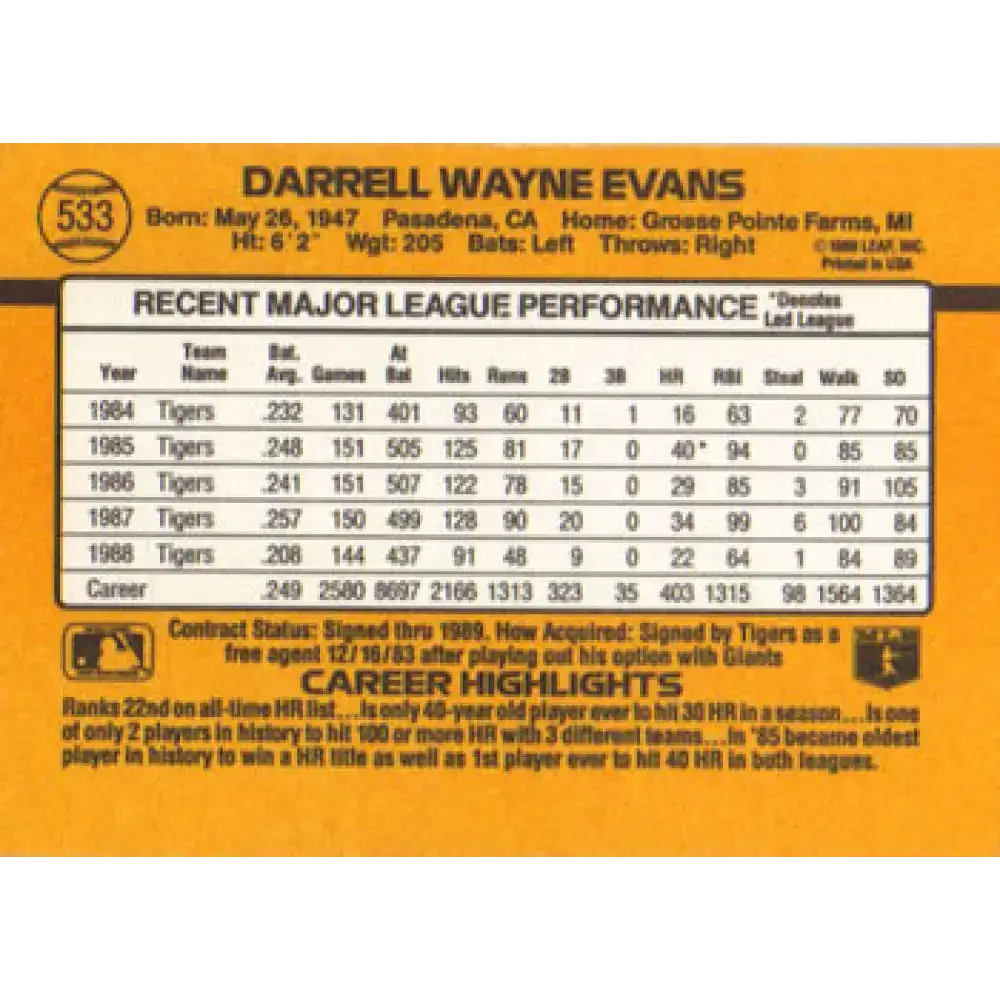 533
DARRELL WAYNE EVANS
Born: May 26, 1947 Pasadena, CA Home: Grosse Pointe Farms, MI
Ht: 6'2" Wgt: 205 Bats: Left Throws: Right
LEAF, INC.
Printed in USA
RECENT MAJOR LEAGUE PERFORMANCE *Denotes Led League
Year Team Name Bat. Avg. Games At Bat Hits Runs 2B 3B HR RBI Steal Walk SO
1984 Tigers .232 131 401 93 60 11 1 16 63 2 77 70
1985 Tigers .248 151 505 125 81 17 0 40* 94 0 85 85
1986 Tigers .241 151 507 122 78 15 0 29 85 3 91 105
1987 Tigers .257 150 499 128 90 20 0 34 99 6 100 84
1988 Tigers .208 144 437 91 48 9 0 22 64 1 84 89
Career .249 2580 8697 2166 1313 323 35 403 1315 98 1564 1364
Contract Status: Signed thru 1989. How Acquired: Signed by Tigers as a
free agent 12/16/83 after playing out his option with Giants
CAREER HIGHLIGHTS
Ranks 22nd on all-time HR list...Is only 40-year old player ever to hit 30 HR in a season...Is one
of only 2 players in history to hit 100 or more HR with 3 different teams...In '85 became oldest
player in history to win a HR title as well as 1st player ever to hit 40 HR in both leagues.